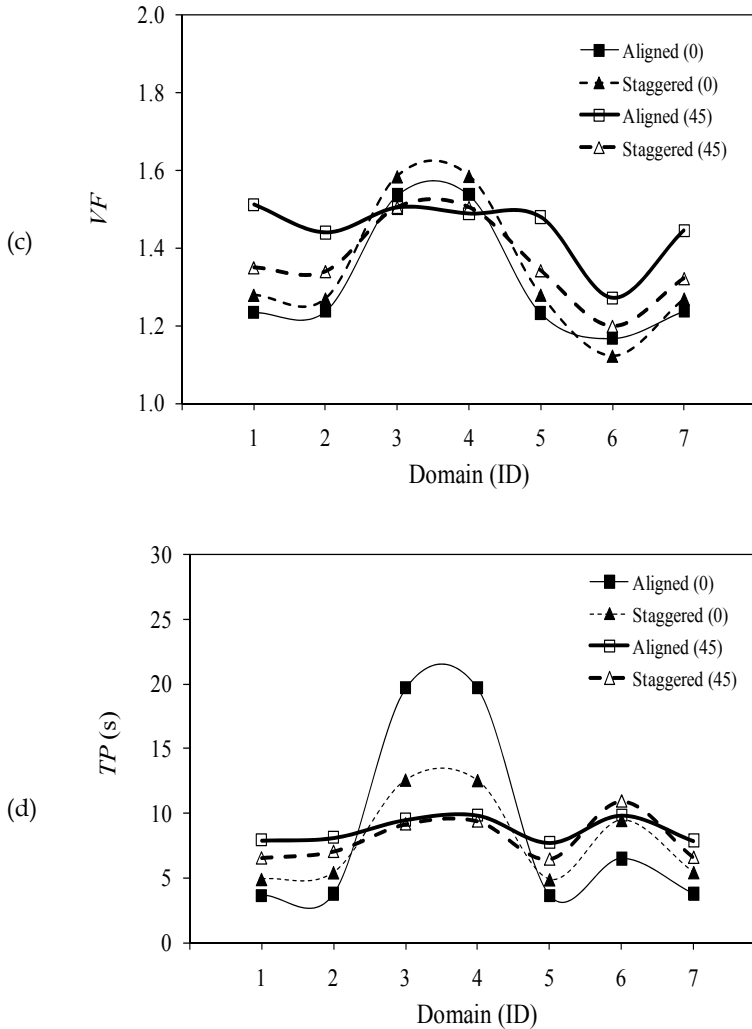 2.0
1.8
1.6
1.4
1.2
1.0
VF
(c)
Aligned (0)
Staggered (0)
Aligned (45)
Staggered (45)
1 2 3 4 5 6 7
Domain (ID)
30
25
20
15
10
5
0
TP (s)
(d)
Aligned (0)
Staggered (0)
Aligned (45)
Staggered (45)
1 2 3 4 5 6 7
Domain (ID)